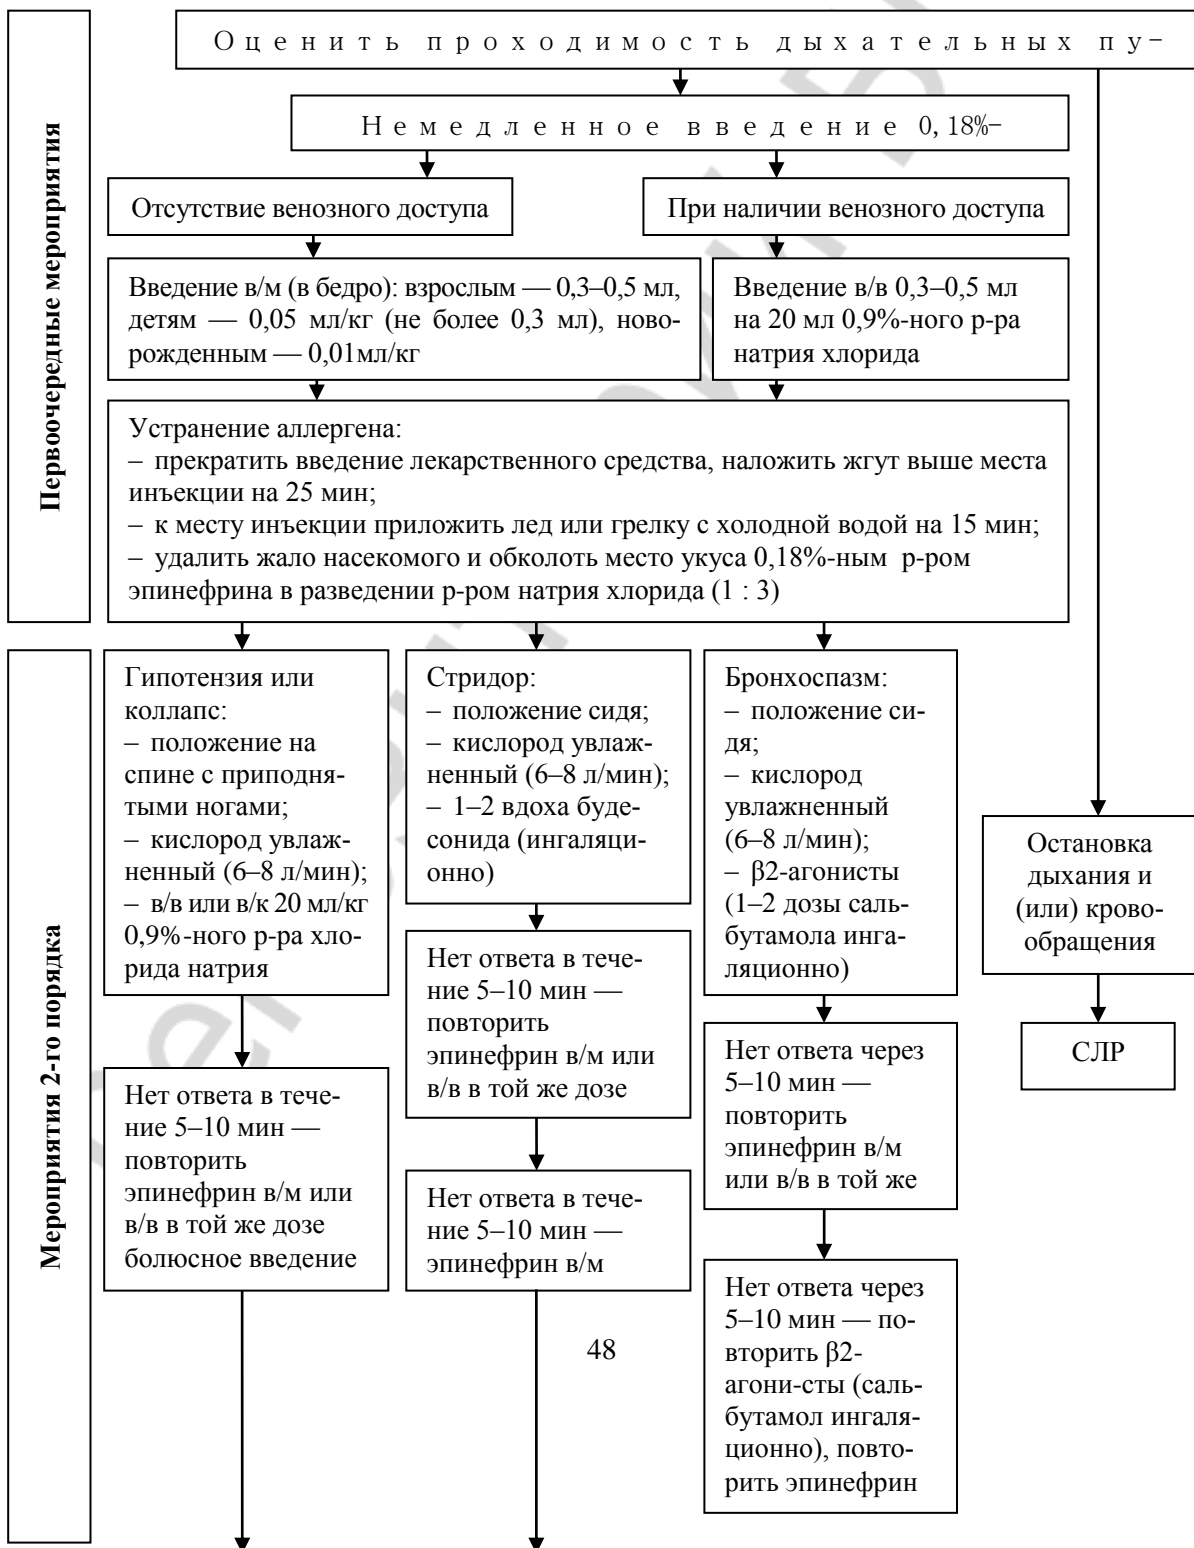 Оценить проходимость дыхательных пу-
Немедленное введение 0,18%-
Отсутствие венозного доступа
При наличии венозного доступа
Введение в/м (в бедро): взрослым — 0,3–0,5 мл,
детям — 0,05 мл/кг (не более 0,3 мл), ново-
рожденным — 0,01мл/кг
Введение в/в 0,3–0,5 мл
на 20 мл 0,9%-ного р-ра
натрия хлорида
Устранение аллергена:
– прекратить введение лекарственного средства, наложить жгут выше места
инъекции на 25 мин;
– к месту инъекции приложить лед или грелку с холодной водой на 15 мин;
– удалить жало насекомого и обколоть место укуса 0,18%-ным р-ром
эпинефрина в разведении р-ром натрия хлорида (1 : 3)
Первоочередные мероприятия
Гипотензия или
коллапс:
– положение на
спине с приподня-
тыми ногами;
– кислород увлаж-
ненный (6–8 л/мин);
– в/в или в/к 20 мл/кг
0,9%-ного р-ра хло-
рида натрия
Нет ответа в тече-
ние 5–10 мин —
повторить
эпинефрин в/м или
в/в в той же дозе
болюсное введение
Стридор:
– положение сидя;
– кислород увлаж-
ненный (6–8 л/мин);
– 1–2 вдоха буде-
сонида (ингаляци-
онно)
Нет ответа в тече-
ние 5–10 мин —
повторить
эпинефрин в/м или
в/в в той же дозе
Нет ответа в тече-
ние 5–10 мин —
эпинефрин в/м
Бронхоспазм:
– положение си-
дя;
– кислород
увлажненный
(6–8 л/мин);
– β2-агонисты
(1–2 дозы саль-
бутамола инга-
ляционно)
Нет ответа через
5–10 мин —
повторить
эпинефрин в/м
или в/в в той же
Нет ответа через
5–10 мин — по-
вторить β2-
агони-сты (саль-
бутамол ингаля-
ционно), повто-
рить эпинефрин
Остановка
дыхания и
(или) крово-
обращения
СЛР
Мероприятия 2-го порядка
48